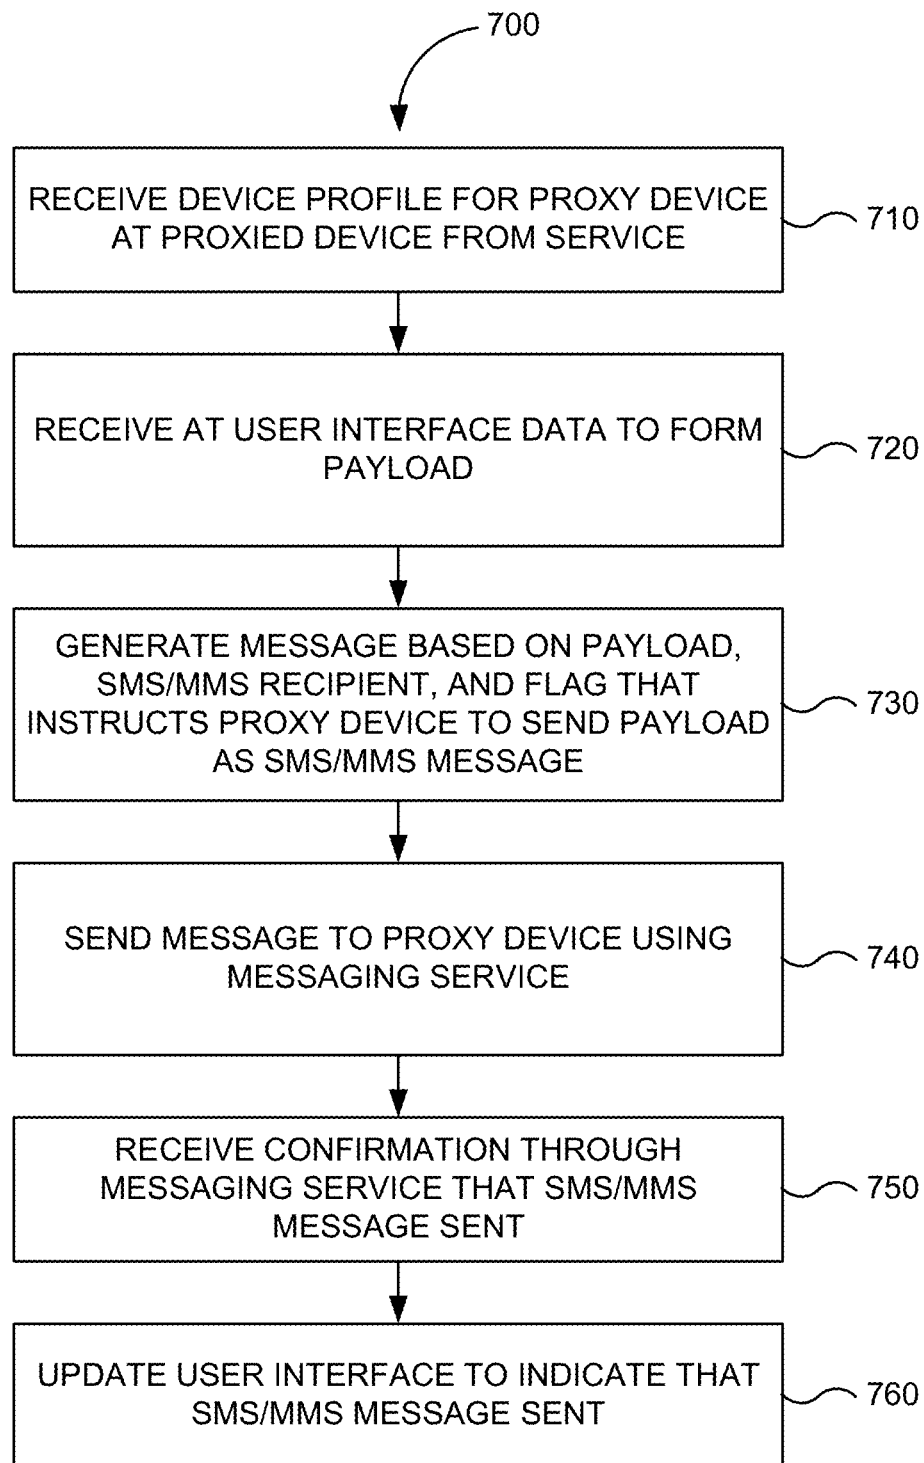 700
RECEIVE DEVICE PROFILE FOR PROXY DEVICE
AT PROXIED DEVICE FROM SERVICE
710
RECEIVE AT USER INTERFACE DATA TO FORM
PAYLOAD
720
GENERATE MESSAGE BASED ON PAYLOAD,
SMS/MMS RECIPIENT, AND FLAG THAT
INSTRUCTS PROXY DEVICE TO SEND PAYLOAD
AS SMS/MMS MESSAGE
730
SEND MESSAGE TO PROXY DEVICE USING
MESSAGING SERVICE
740
RECEIVE CONFIRMATION THROUGH
MESSAGING SERVICE THAT SMS/MMS
MESSAGE SENT
750
UPDATE USER INTERFACE TO INDICATE THAT
SMS/MMS MESSAGE SENT
760